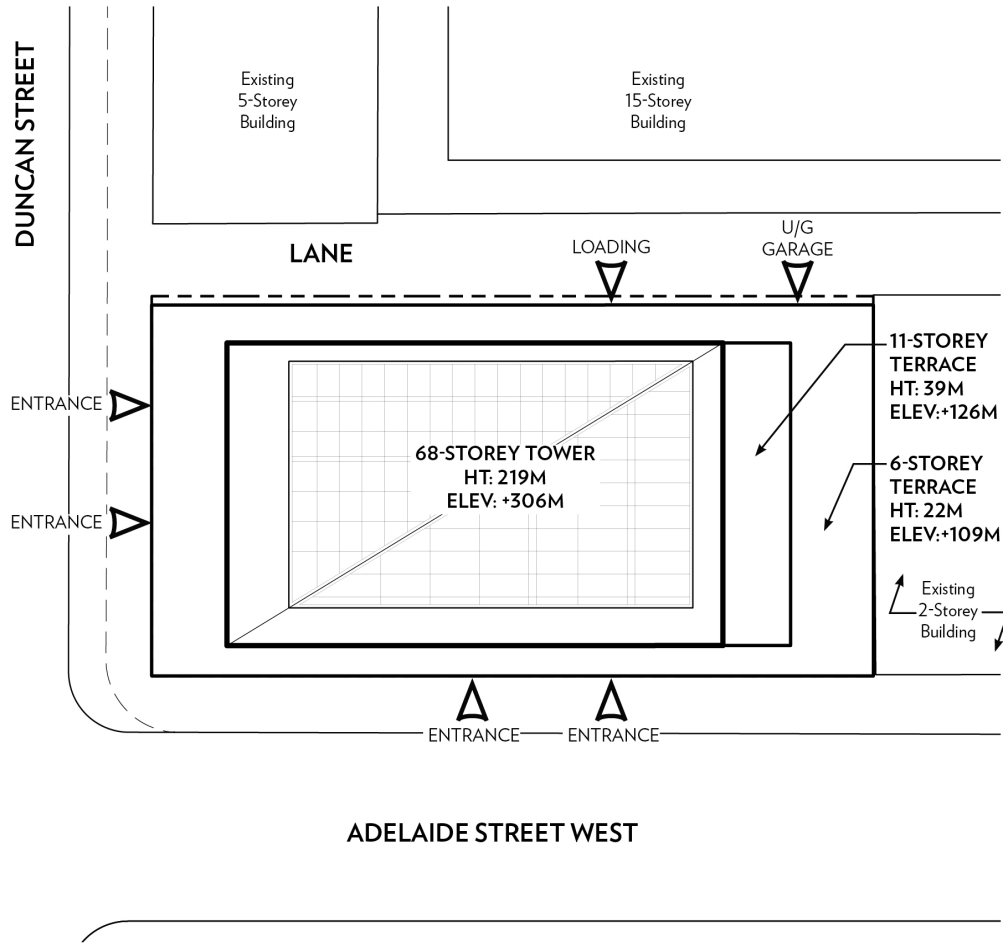 DUNCAN STREET
Existing
5-Storey
Building
Existing
15-Storey
Building
LANE
LOADING
U/G
GARAGE
ENTRANCE
ENTRANCE
68-STOREY TOWER
HT: 219M
ELEV: +306M
11-STOREY
TERRACE
HT: 39M
ELEV:+126M
6-STOREY
TERRACE
HT: 22M
ELEV:+109M
Existing
2-Storey
Building
ENTRANCE
ENTRANCE
ADELAIDE STREET WEST